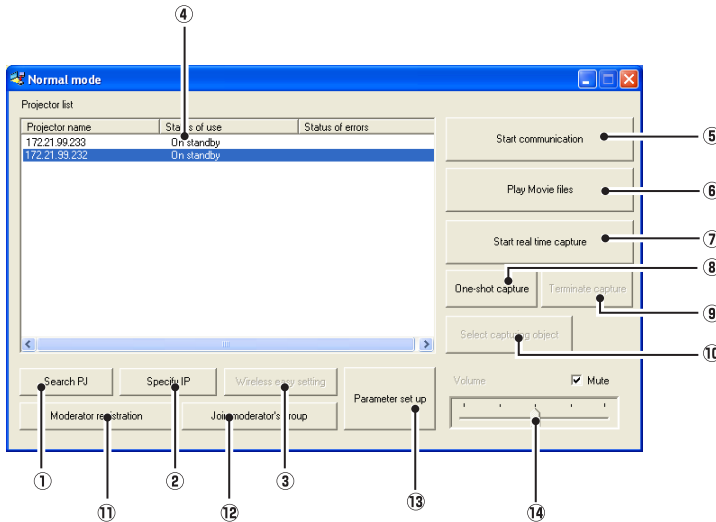 ④
Normal mode
Projector list
Projector name Status of use Status of errors
172.21.99.233 On standby
172.21.99.232 On standby
Start communication ⑤
Play Movie files ⑥
Start real time capture ⑦
⑧
One-shot capture Terminate capture
⑨
Select capturing object
⑩
Search PJ Specify IP Wireless easy setting
Parameter set up
Volume Mute
Moderator registration Join moderator's group
① ② ③
⑪ ⑫ ⑬ ⑭